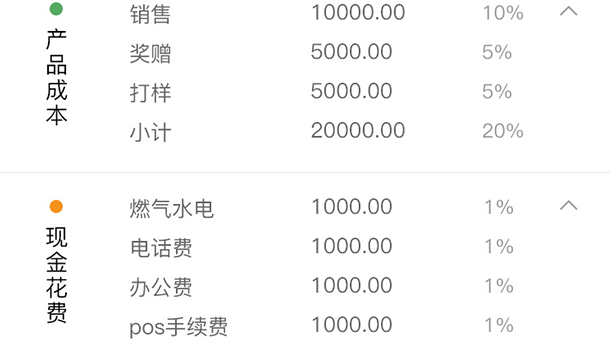 产品成本
销售 10000.00 10%
奖赠 5000.00 5%
打样 5000.00 5%
小计 20000.00 20%
现金花费
燃气水电 1000.00 1%
电话费 1000.00 1%
办公费 1000.00 1%
pos手续费 1000.00 1%